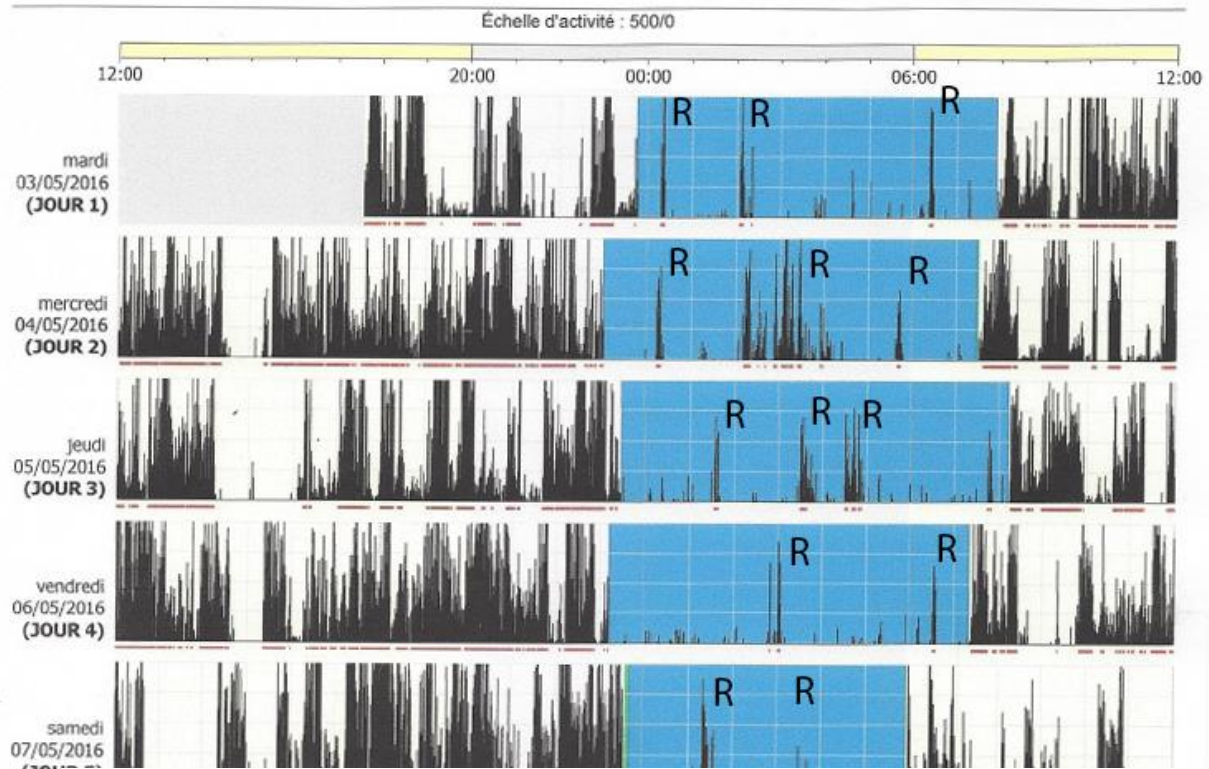 Échelle d'activité : 500/0
12:00 20:00 00:00 06:00 12:00
R R R
mardi
03/05/2016
(JOUR 1)
R R R
mercredi
04/05/2016
(JOUR 2)
R R R
jeudi
05/05/2016
(JOUR 3)
R R
vendredi
06/05/2016
(JOUR 4)
R R
samedi
07/05/2016